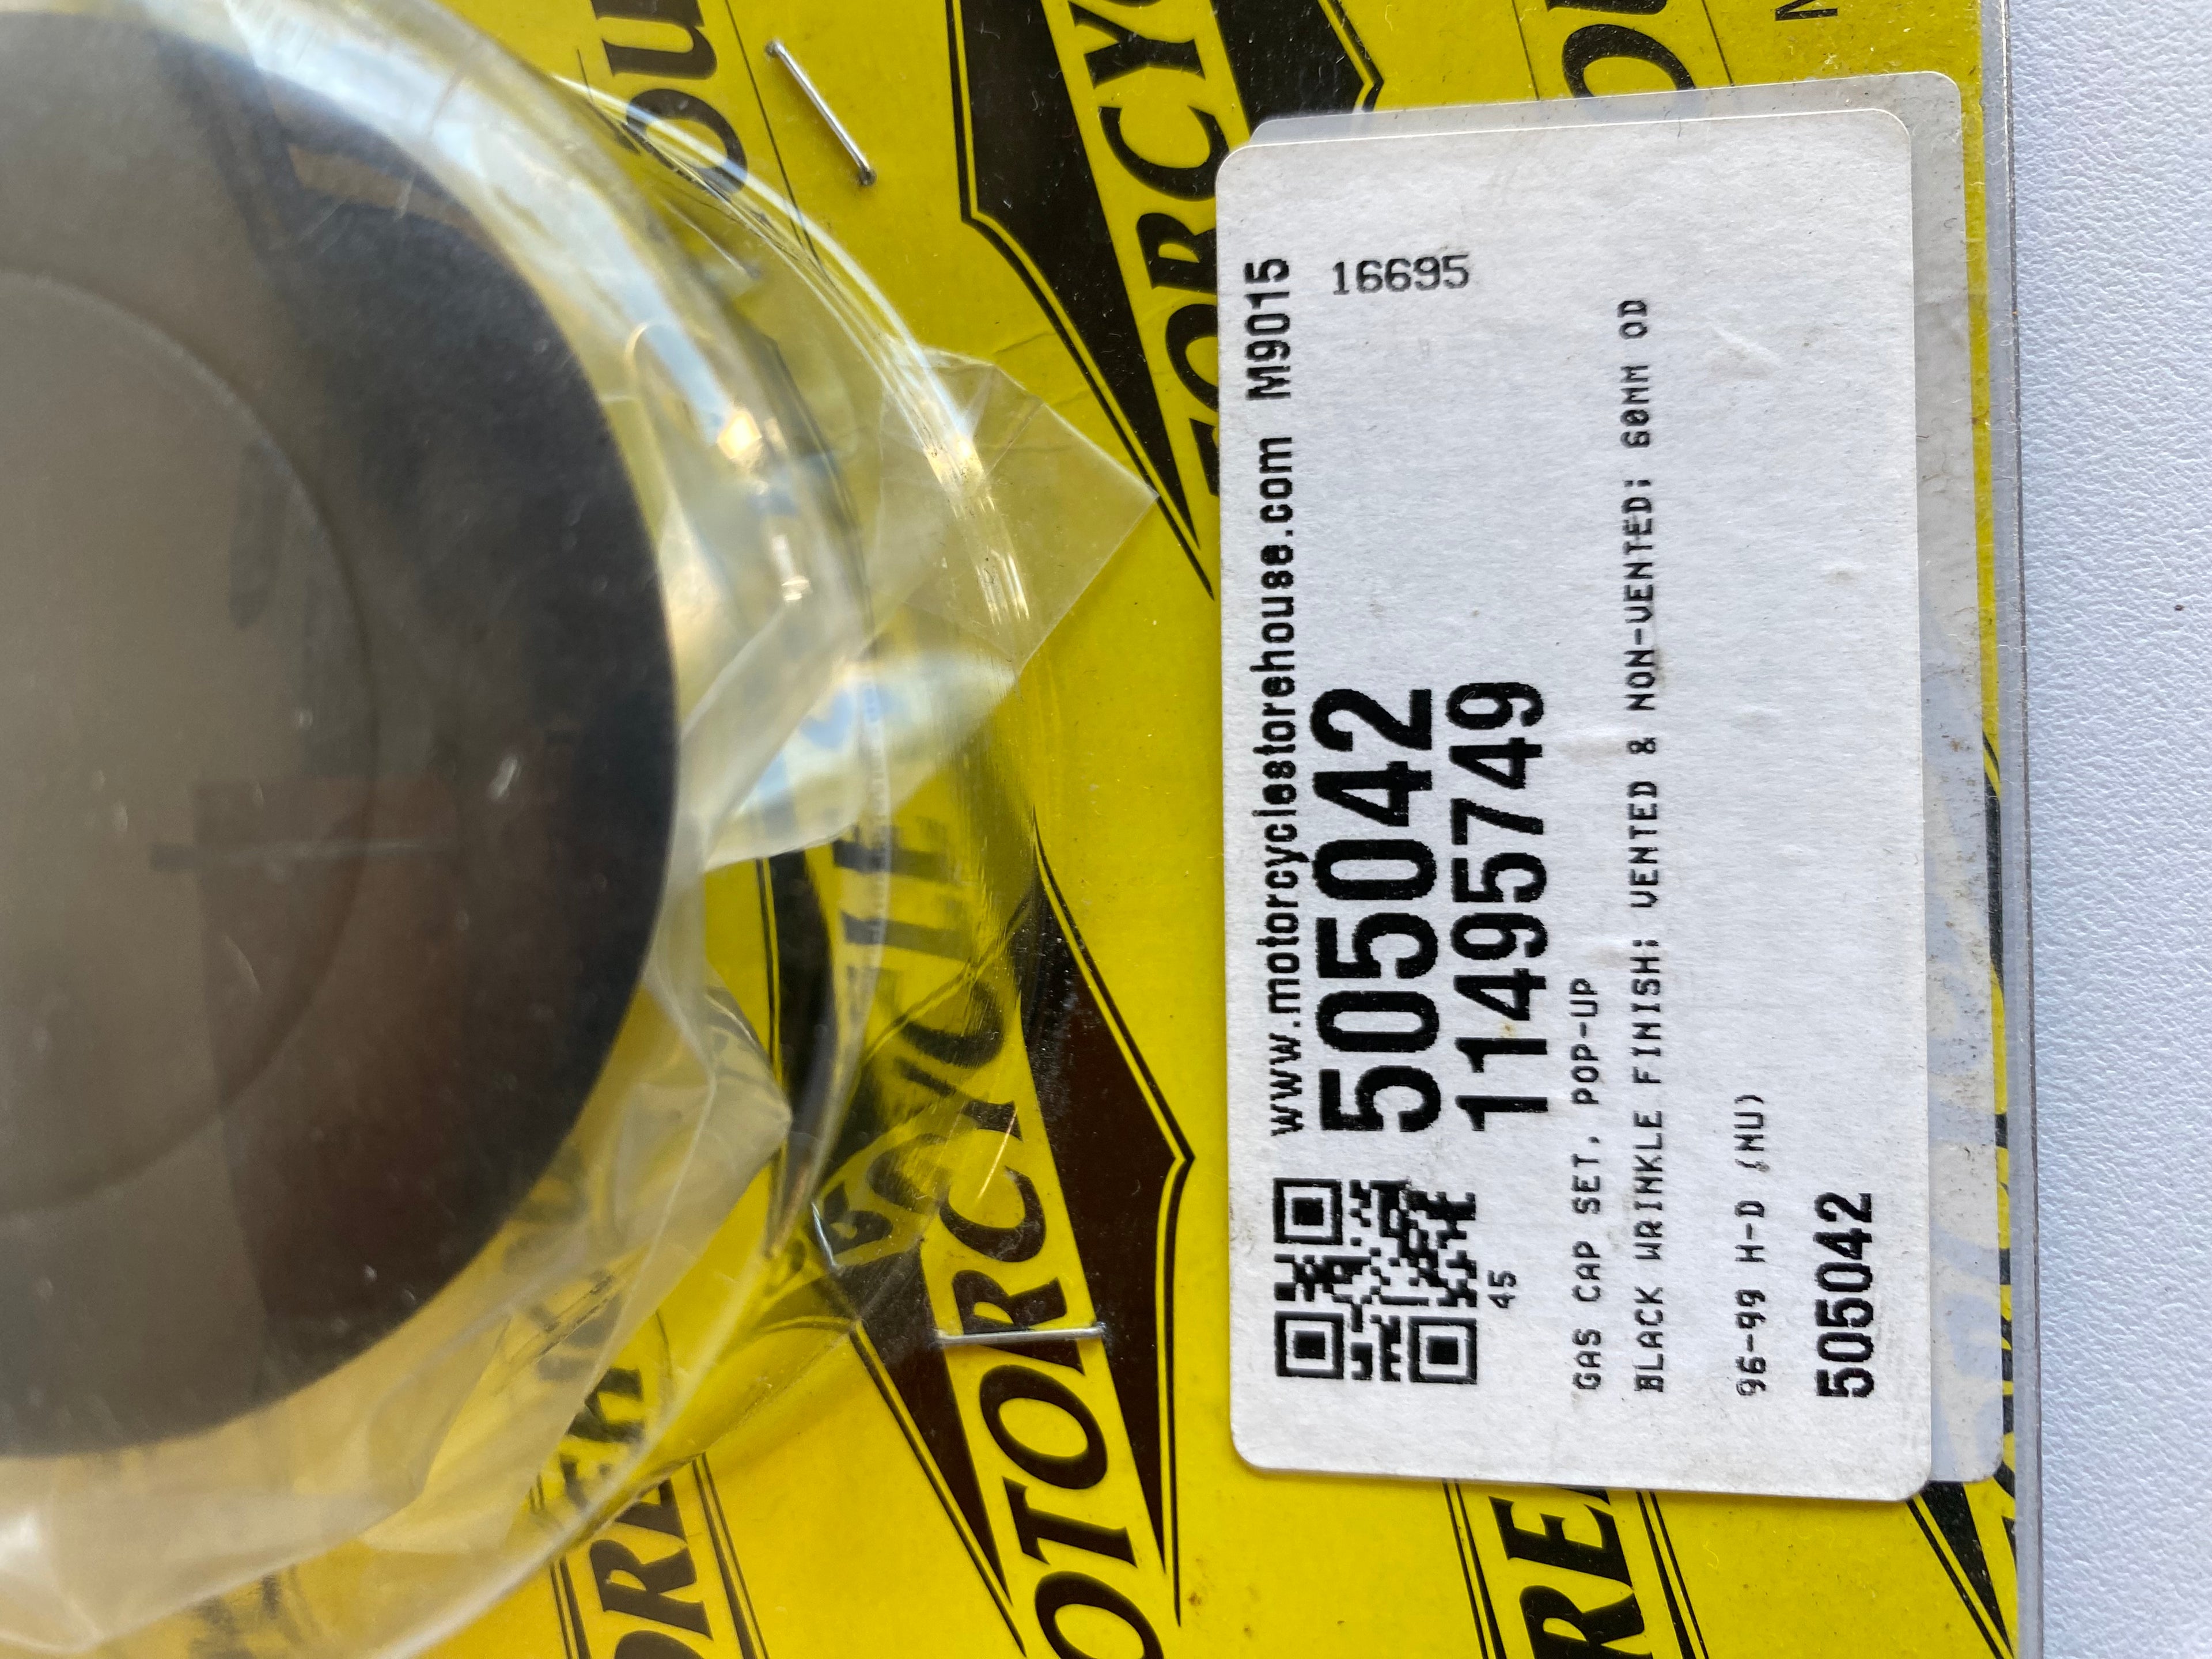 www.motorcyclestorehouse.com M9015
505042
16695
11495749
45
GAS CAP SET, POP-UP
BLACK WRINKLE FINISH; VENTED & NON-VENTED; 60MM OD
96-99 H-D (NU)
505042